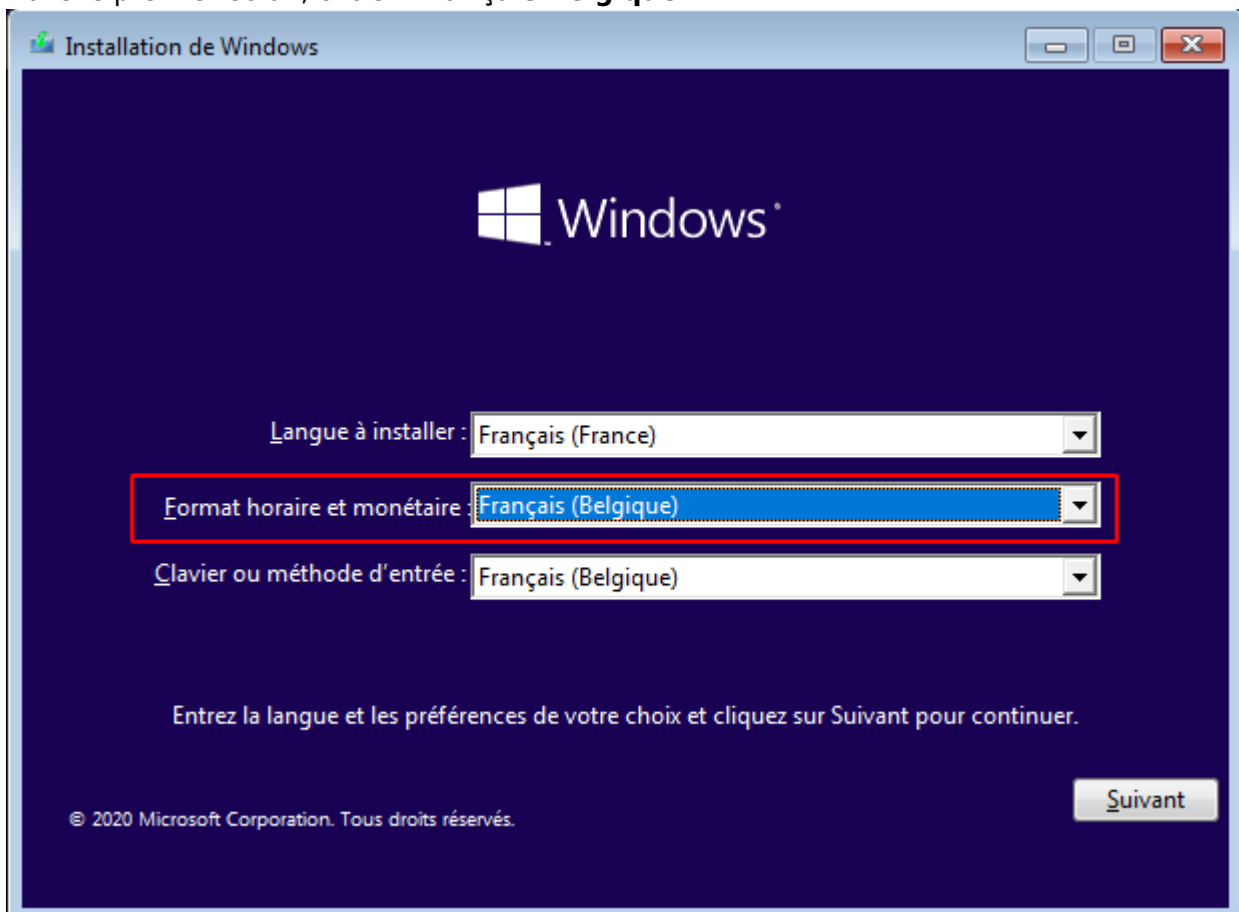 Installation de Windows
Windows
Langue à installer : Français (France)
Format horaire et monétaire : Français (Belgique)
Clavier ou méthode d'entrée : Français (Belgique)
Entrez la langue et les préférences de votre choix et cliquez sur Suivant pour continuer.
Suivant
© 2020 Microsoft Corporation. Tous droits réservés.